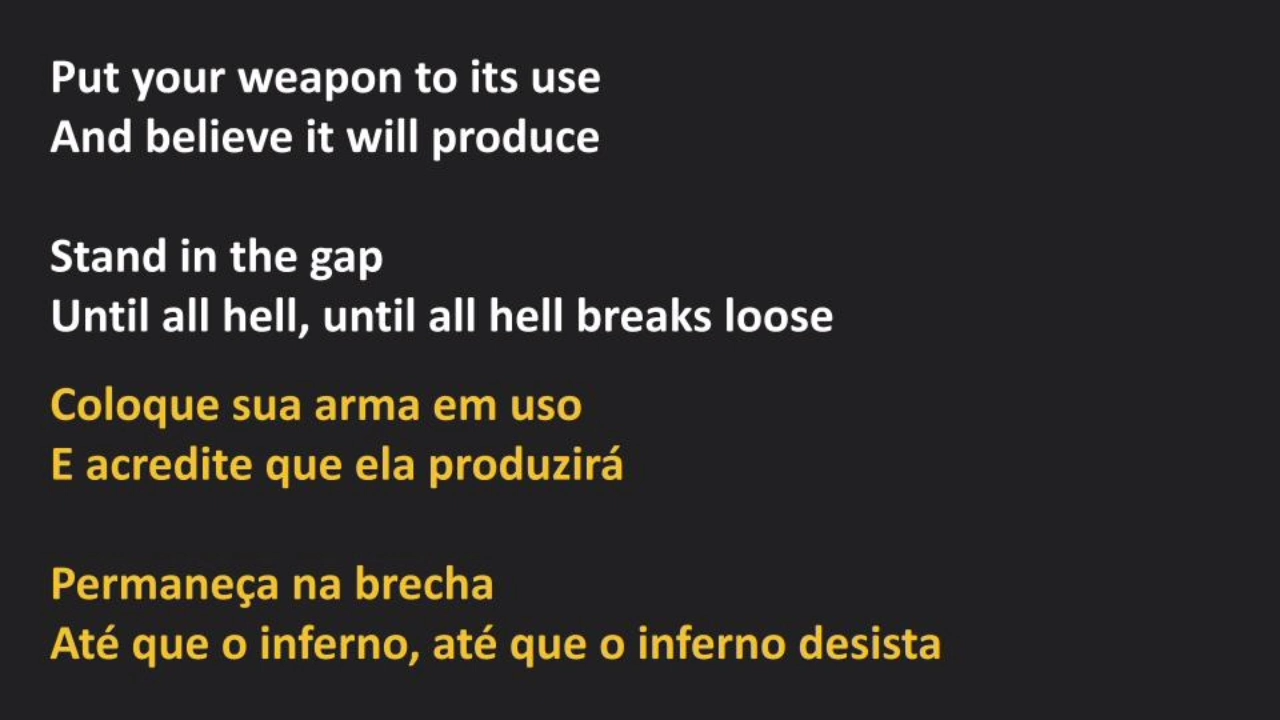 Put your weapon to its use
And believe it will produce
Stand in the gap
Until all hell, until all hell breaks loose
Coloque sua arma em uso
E acredite que ela produzirá
Permaneça na brecha
Até que o inferno, até que o inferno desista